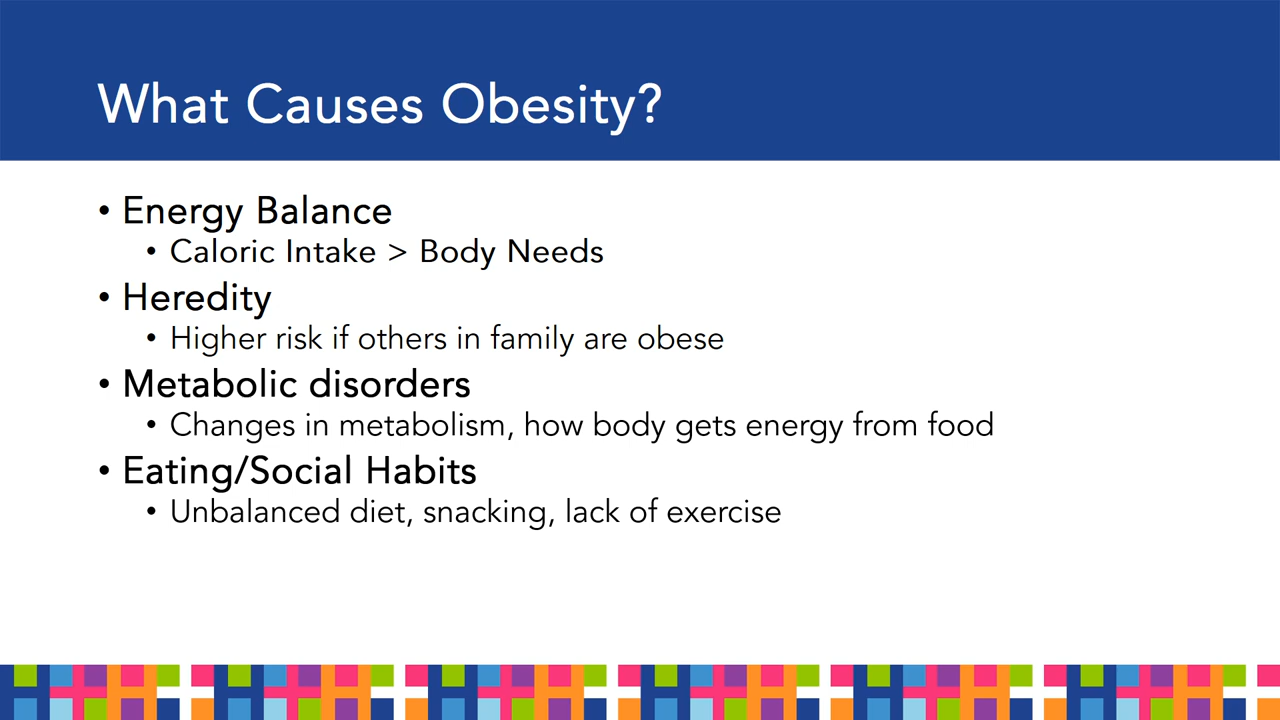 What Causes Obesity?
• Energy Balance
• Caloric Intake > Body Needs
• Heredity
• Higher risk if others in family are obese
• Metabolic disorders
• Changes in metabolism, how body gets energy from food
• Eating/Social Habits
• Unbalanced diet, snacking, lack of exercise